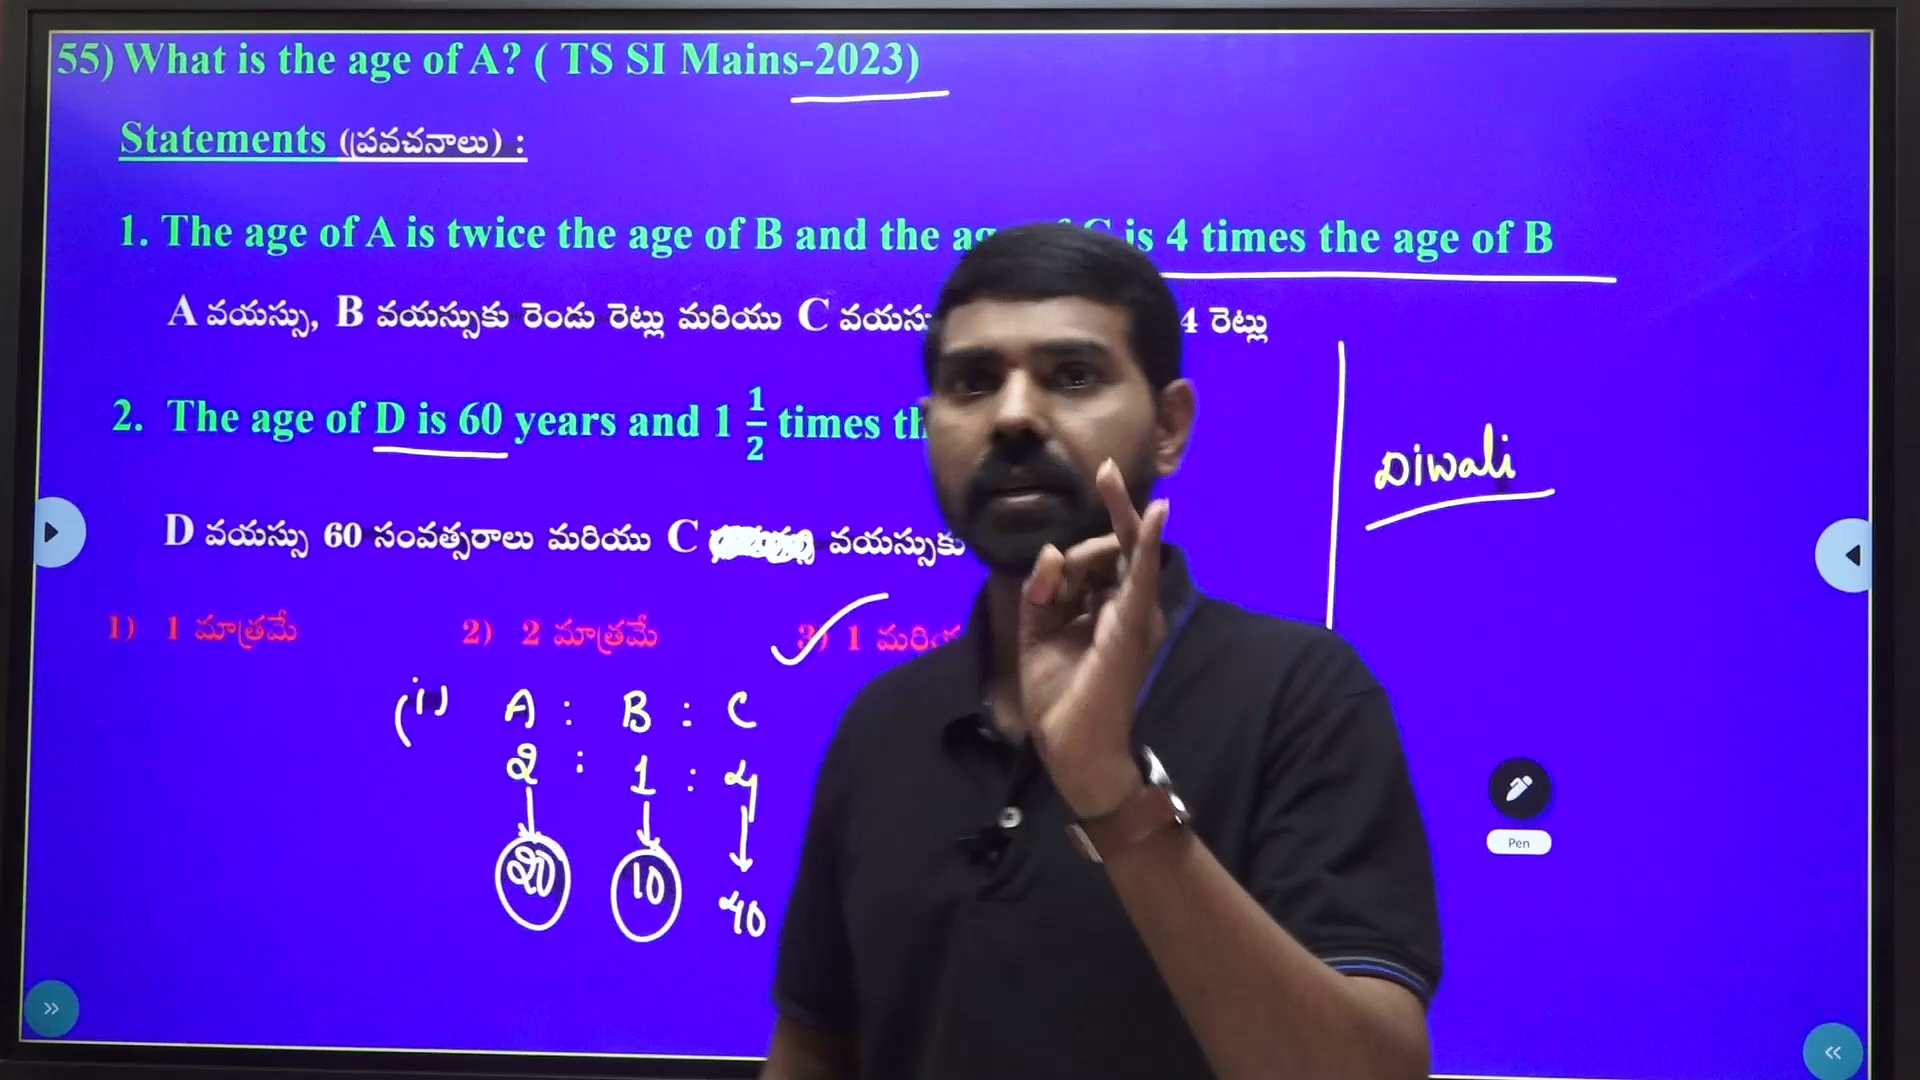 55) What is the age of A? ( TS SI Mains-2023)
Statements (ప్రవచనాలు) :
1. The age of A is twice the age of B and the C is 4 times the age of B
A వయస్సు, B వయస్సుకు రెండు రెట్లు మరియు C 4 రెట్లు
2. The age of D is 60 years and 1 1/2 times
Diwali
D వయస్సు 60 సంవత్సరాలు మరియు C వయస్సుకు
1) 1 మాత్రమే 2) 2 మాత్రమే 3) 1
(i) A : B : C
2 : 1 : 4
20 10 40
Pen